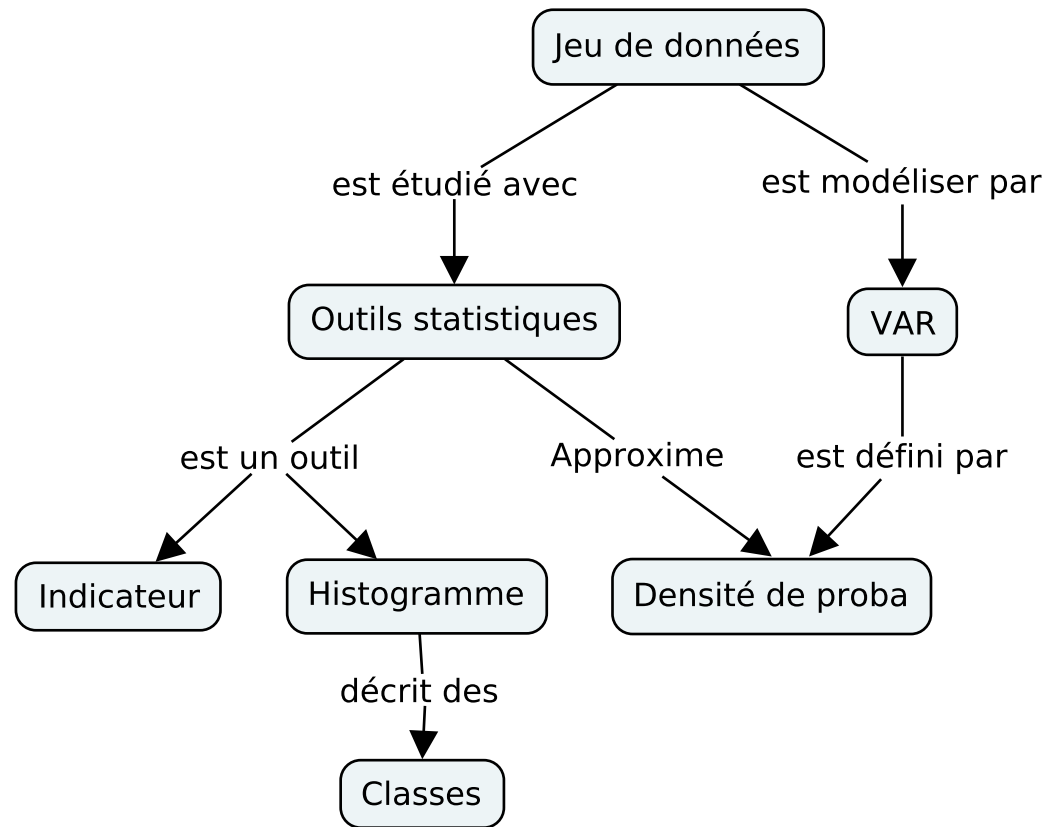 Jeu de données
est étudié avec
est modéliser par
Outils statistiques
VAR
est un outil
Approxime
est défini par
Indicateur
Histogramme
Densité de proba
décrit des
Classes